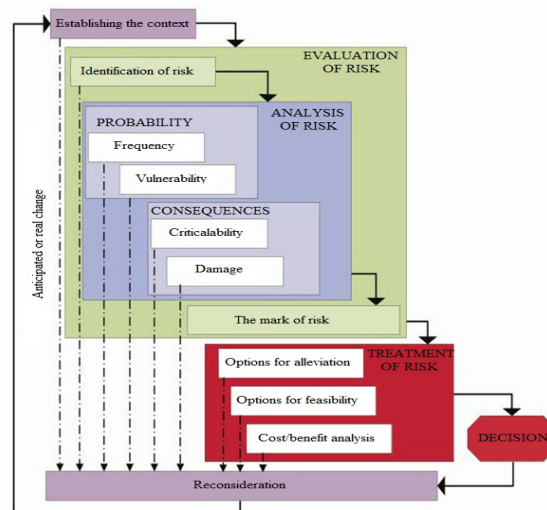 Establishing the context
EVALUATION
OF RISK
Identification of risk
ANALYSIS
OF RISK
PROBABILITY
Frequency
Vulnerability
CONSEQUENCES
Criticalability
Damage
The mark of risk
TREATMENT
OF RISK
Options for alleviation
Options for feasibility
Cost/benefit analysis
DECISION
Reconsideration
Anticipated or real change